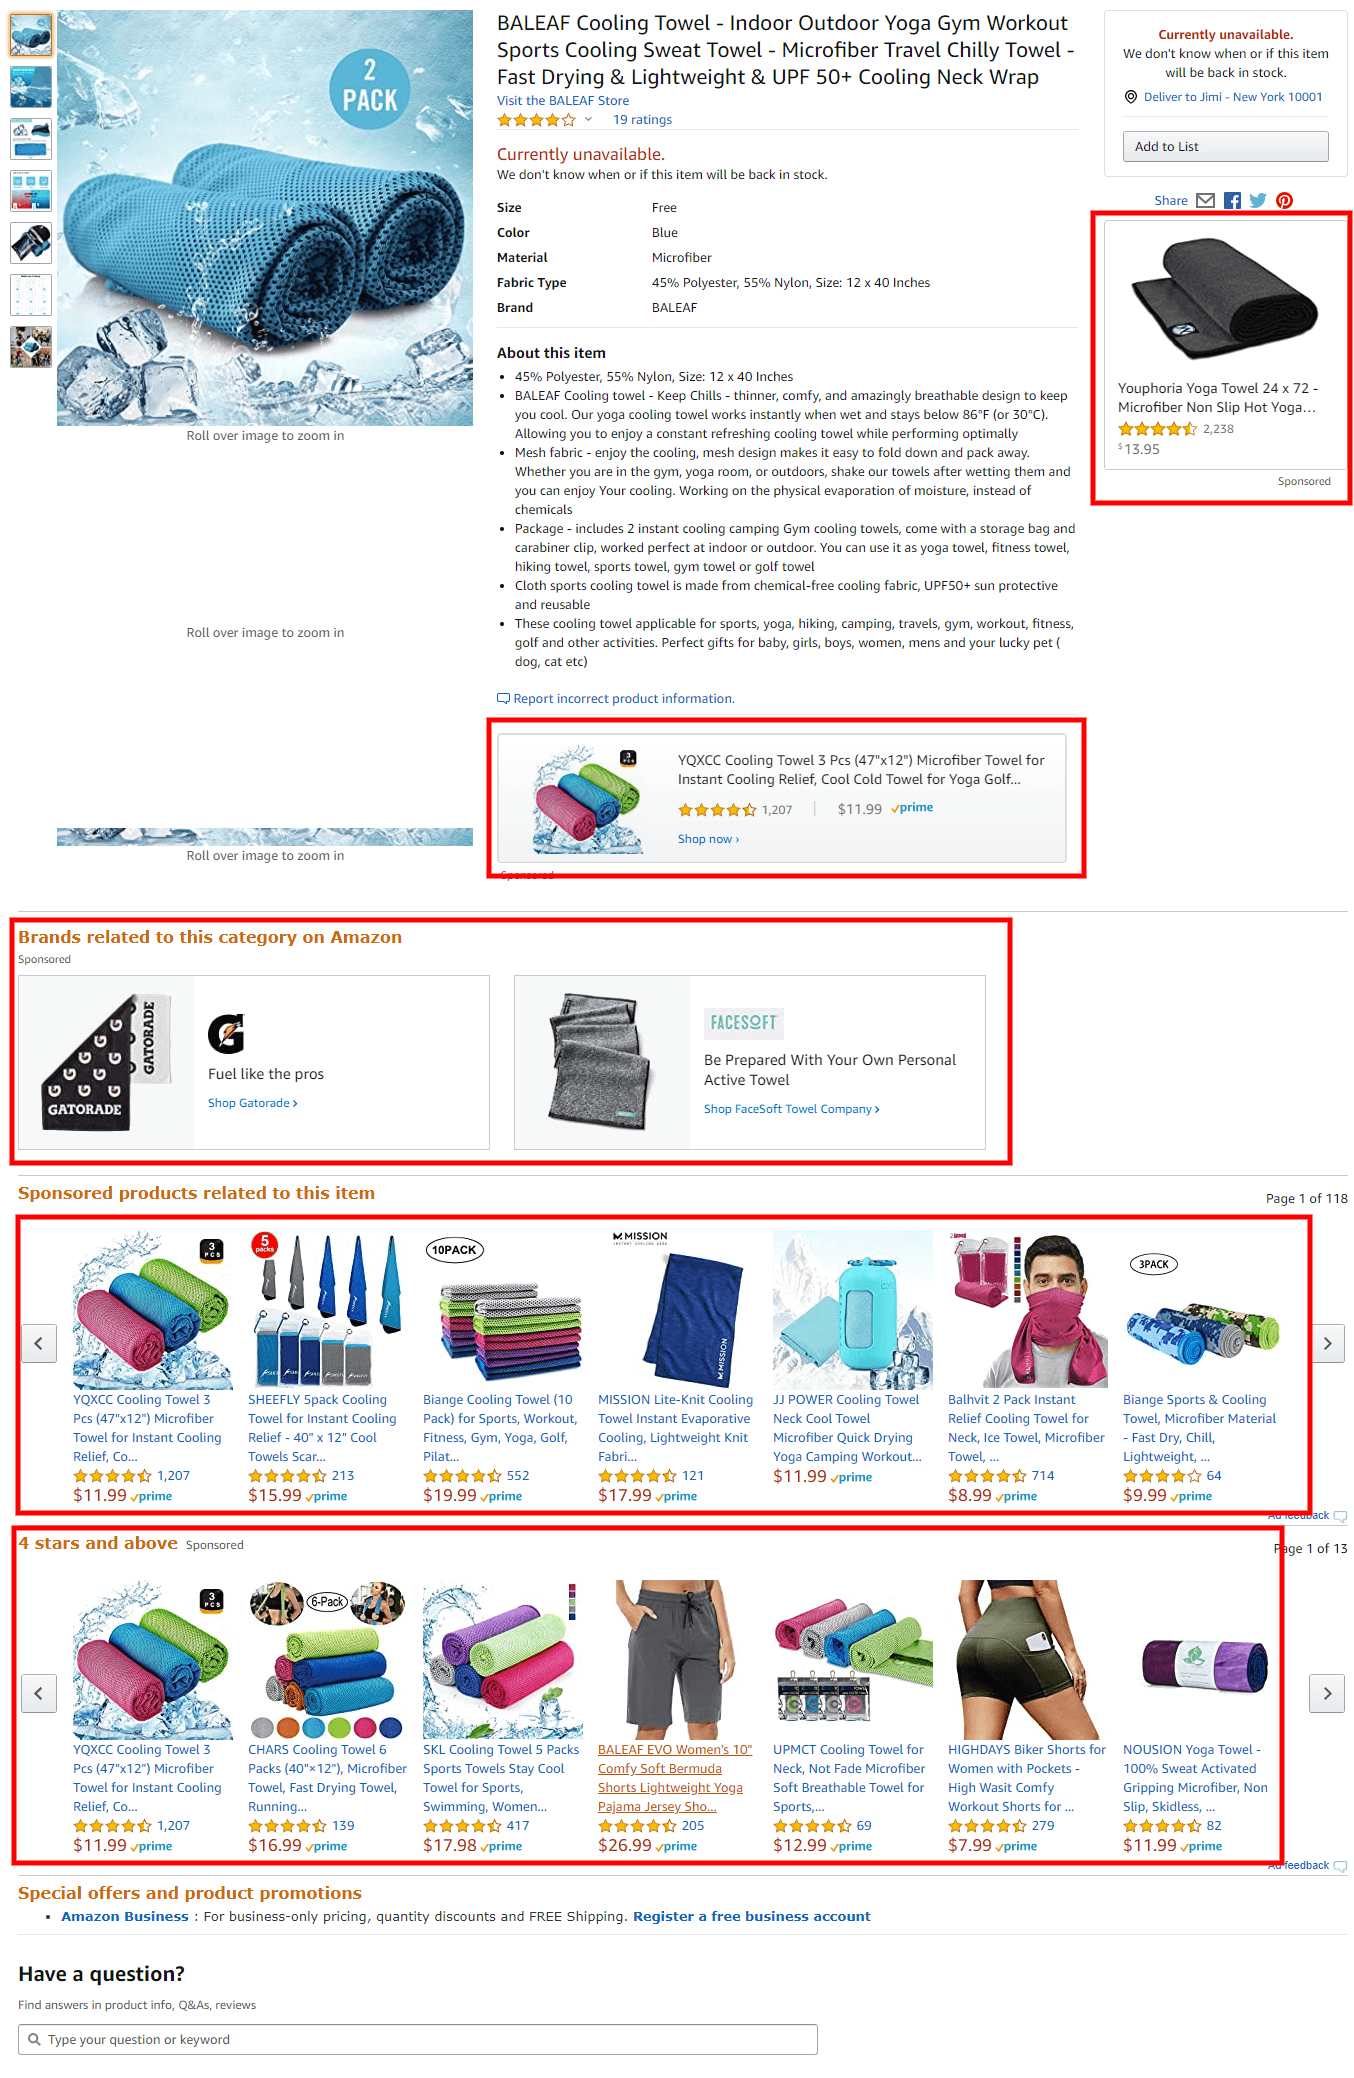 2
PACK
BALEAF Cooling Towel - Indoor Outdoor Yoga Gym Workout
Sports Cooling Sweat Towel - Microfiber Travel Chilly Towel -
Fast Drying & Lightweight & UPF 50+ Cooling Neck Wrap
Visit the BALEAF Store
19 ratings
Currently unavailable.
We don't know when or if this item will be back in stock.
Size Free
Color Blue
Material Microfiber
Fabric Type 45% Polyester, 55% Nylon, Size: 12 x 40 Inches
Brand BALEAF
About this item
• 45% Polyester, 55% Nylon, Size: 12 x 40 Inches
• BALEAF Cooling towel - Keep Chills - thinner, comfy, and amazingly breathable design to keep
you cool. Our yoga cooling towel works instantly when wet and stays below 86°F (or 30°C).
Allowing you to enjoy a constant refreshing cooling towel while performing optimally
• Mesh fabric - enjoy the cooling, mesh design makes it easy to fold down and pack away.
Whether you are in the gym, yoga room, or outdoors, shake our towels after wetting them and
you can enjoy Your cooling. Working on the physical evaporation of moisture, instead of
chemicals
• Package - includes 2 instant cooling camping Gym cooling towels, come with a storage bag and
carabiner clip, worked perfect at indoor or outdoor. You can use it as yoga towel, fitness towel,
hiking towel, sports towel, gym towel or golf towel
• Cloth sports cooling towel is made from chemical-free cooling fabric, UPF50+ sun protective
and reusable
• These cooling towel applicable for sports, yoga, hiking, camping, travels, gym, workout, fitness,
golf and other activities. Perfect gifts for baby, girls, boys, women, mens and your lucky pet (
dog, cat etc)
Report incorrect product information.
Currently unavailable.
We don't know when or if this item
will be back in stock.
Deliver to Jimi - New York 10001
Add to List
Share
Youphoria Yoga Towel 24 x 72 -
Microfiber Non Slip Hot Yoga...
2,238
$13.95
Sponsored
Roll over image to zoom in
Roll over image to zoom in
Roll over image to zoom in
3
PCS
YQXCC Cooling Towel 3 Pcs (47"x12") Microfiber Towel for
Instant Cooling Relief, Cool Cold Towel for Yoga Golf...
1,207 | $11.99 prime
Shop now ›
Sponsored
Brands related to this category on Amazon
Sponsored
GATORADE
GATORADE
G
Fuel like the pros
Shop Gatorade ›
FACESOFT
Be Prepared With Your Own Personal
Active Towel
Shop FaceSoft Towel Company ›
Sponsored products related to this item
Page 1 of 118
3
PCS
YQXCC Cooling Towel 3
Pcs (47"x12") Microfiber
Towel for Instant Cooling
Relief, Co...
1,207
$11.99 prime
5
packs
SHEEFLY 5pack Cooling
Towel for Instant Cooling
Relief - 40" x 12" Cool
Towels Scar...
213
$15.99 prime
10PACK
Biange Cooling Towel (10
Pack) for Sports, Workout,
Fitness, Gym, Yoga, Golf,
Pilat...
552
$19.99 prime
MISSION
MISSION
MISSION Lite-Knit Cooling
Towel Instant Evaporative
Cooling, Lightweight Knit
Fabri...
121
$17.99 prime
JJ POWER Cooling Towel
Neck Cool Towel
Microfiber Quick Drying
Yoga Camping Workout...
$11.99 prime
Balhvit 2 Pack Instant
Relief Cooling Towel for
Neck, Ice Towel, Microfiber
Towel, ...
714
$8.99 prime
3PACK
Biange Sports & Cooling
Towel, Microfiber Material
- Fast Dry, Chill,
Lightweight, ...
64
$9.99 prime
Ad feedback
4 stars and above Sponsored
Page 1 of 13
3
PCS
YQXCC Cooling Towel 3
Pcs (47"x12") Microfiber
Towel for Instant Cooling
Relief, Co...
1,207
$11.99 prime
6-Pack
CHARS Cooling Towel 6
Packs (40"×12"), Microfiber
Towel, Fast Drying Towel,
Running...
139
$16.99 prime
SKL Cooling Towel 5 Packs
Sports Towels Stay Cool
Towel for Sports,
Swimming, Women...
417
$17.98 prime
BALEAF EVO Women's 10"
Comfy Soft Bermuda
Shorts Lightweight Yoga
Pajama Jersey Sho...
205
$26.99 prime
UPMCT Cooling Towel for
Neck, Not Fade Microfiber
Soft Breathable Towel for
Sports,...
69
$12.99 prime
HIGHDAYS Biker Shorts for
Women with Pockets -
High Wasit Comfy
Workout Shorts for ...
279
$7.99 prime
NOUSION Yoga Towel -
100% Sweat Activated
Gripping Microfiber, Non
Slip, Skidless, ...
82
$11.99 prime
Ad feedback
Special offers and product promotions
• Amazon Business : For business-only pricing, quantity discounts and FREE Shipping. Register a free business account
Have a question?
Find answers in product info, Q&As, reviews
Type your question or keyword